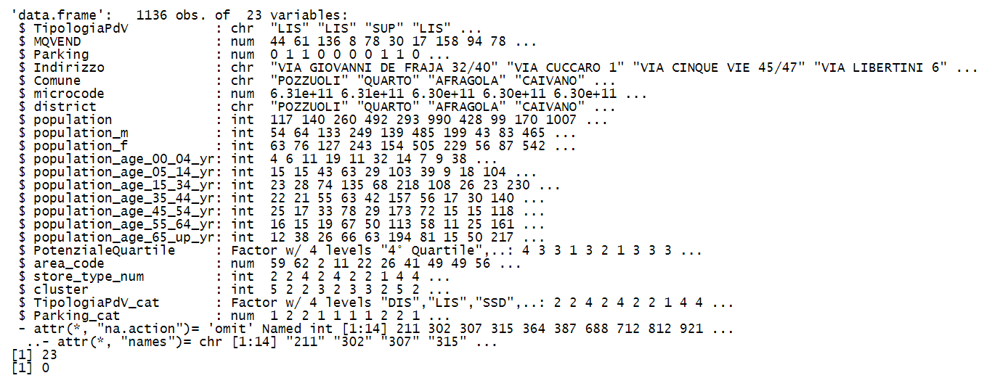 'data.frame':   1136 obs. of  23 variables:
 $ TipologiaPdV           : chr  "LIS" "LIS" "SUP" "LIS" ...
 $ MQVEND                 : num  44 61 136 8 78 30 17 158 94 78 ...
 $ Parking                : num  0 1 1 0 0 0 0 1 1 0 ...
 $ Indirizzo              : chr  "VIA GIOVANNI DE FRAJA 32/40" "VIA CUCCARO 1" "VIA CINQUE VIE 45/47" "VIA LIBERTINI 6" ...
 $ Comune                 : chr  "POZZUOLI" "QUARTO" "AFRAGOLA" "CAIVANO" ...
 $ microcode              : num  6.31e+11 6.31e+11 6.30e+11 6.30e+11 6.30e+11 ...
 $ district               : chr  "POZZUOLI" "QUARTO" "AFRAGOLA" "CAIVANO" ...
 $ population             : int  117 140 260 492 293 990 428 99 170 1007 ...
 $ population_m           : int  54 64 133 249 139 485 199 43 83 465 ...
 $ population_f           : int  63 76 127 243 154 505 229 56 87 542 ...
 $ population_age_00_04_yr: int  4 6 11 19 11 32 14 7 9 38 ...
 $ population_age_05_14_yr: int  15 15 43 63 29 103 39 9 18 104 ...
 $ population_age_15_34_yr: int  23 28 74 135 68 218 108 26 23 230 ...
 $ population_age_35_44_yr: int  22 21 55 63 42 157 56 17 30 140 ...
 $ population_age_45_54_yr: int  25 17 33 78 29 173 72 15 15 118 ...
 $ population_age_55_64_yr: int  16 15 19 67 50 113 58 11 25 161 ...
 $ population_age_65_up_yr: int  12 38 26 66 63 194 81 15 50 217 ...
 $ PotenzialeQuartile     : Factor w/ 4 levels "4° Quartile",..: 4 3 3 1 3 2 1 3 3 3 ...
 $ area_code              : num  59 62 2 11 22 26 41 49 49 56 ...
 $ store_type_num         : int  2 2 4 2 4 2 2 1 4 4 ...
 $ cluster                : int  5 2 2 3 2 3 3 2 5 2 ...
 $ TipologiaPdV_cat       : Factor w/ 4 levels "DIS","LIS","SSD",..: 2 2 4 2 4 2 2 1 4 4 ...
 $ Parking_cat            : num  1 2 2 1 1 1 1 2 2 1 ...
 - attr(*, "na.action")= 'omit' Named int [1:14] 211 302 307 315 364 387 688 712 812 921 ...
  ..- attr(*, "names")= chr [1:14] "211" "302" "307" "315" ...
[1] 23
[1] 0